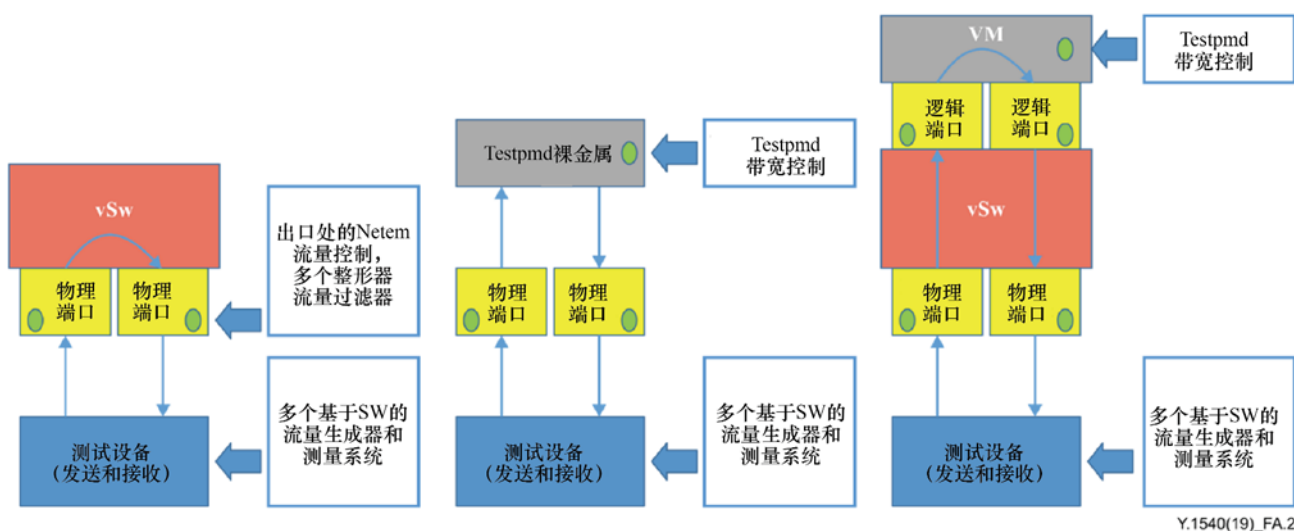 vSw
物理
端口
物理
端口
出口处的Netem
流量控制，
多个整形器
流量过滤器
测试设备
（发送和接收）
多个基于SW的
流量生成器和
测量系统
Testpmd裸金属
Testpmd
带宽控制
物理
端口
物理
端口
测试设备
（发送和接收）
多个基于SW的
流量生成器和
测量系统
VM
Testpmd
带宽控制
逻辑
端口
逻辑
端口
vSw
物理
端口
物理
端口
测试设备
（发送和接收）
多个基于SW的
流量生成器和
测量系统
Y.1540(19)_FA.2